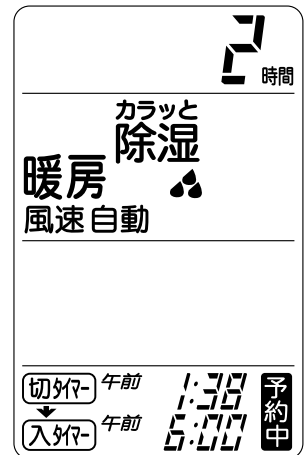 2 時間
カラッと
除湿
暖房
風速自動
切タイマー 午前 1:38 予約中
入タイマー 午前 6:00